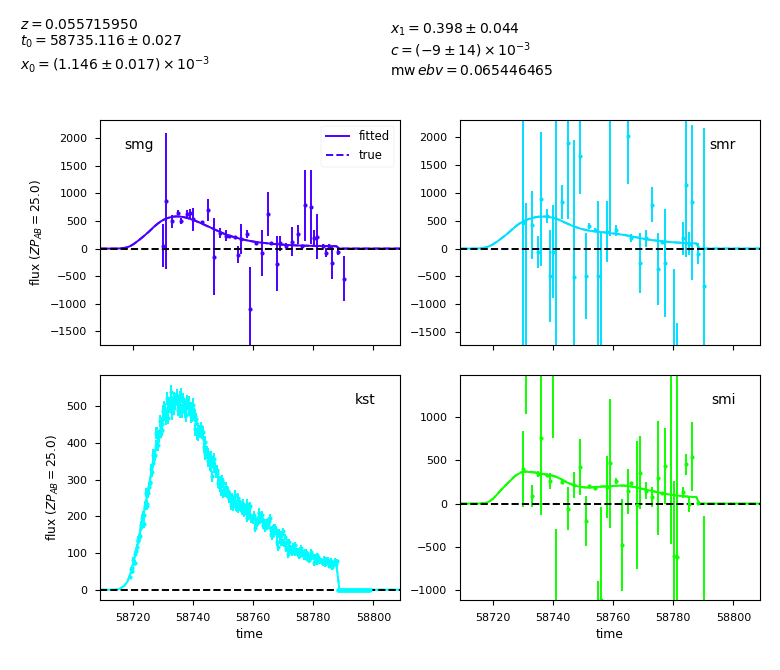 z = 0.055715950
t₀ = 58735.116 ± 0.027
x₀ = (1.146 ± 0.017) × 10⁻³
x₁ = 0.398 ± 0.044
c = (−9 ± 14) × 10⁻³
mw ebv = 0.065446465
smg
fitted
true
2000
1500
1000
500
0
−500
−1000
−1500
flux (ZP_AB = 25.0)
smr
2000
1500
1000
500
0
−500
−1000
−1500
kst
500
400
300
200
100
0
flux (ZP_AB = 25.0)
58720 58740 58760 58780 58800
time
smi
1000
500
0
−500
−1000
58720 58740 58760 58780 58800
time